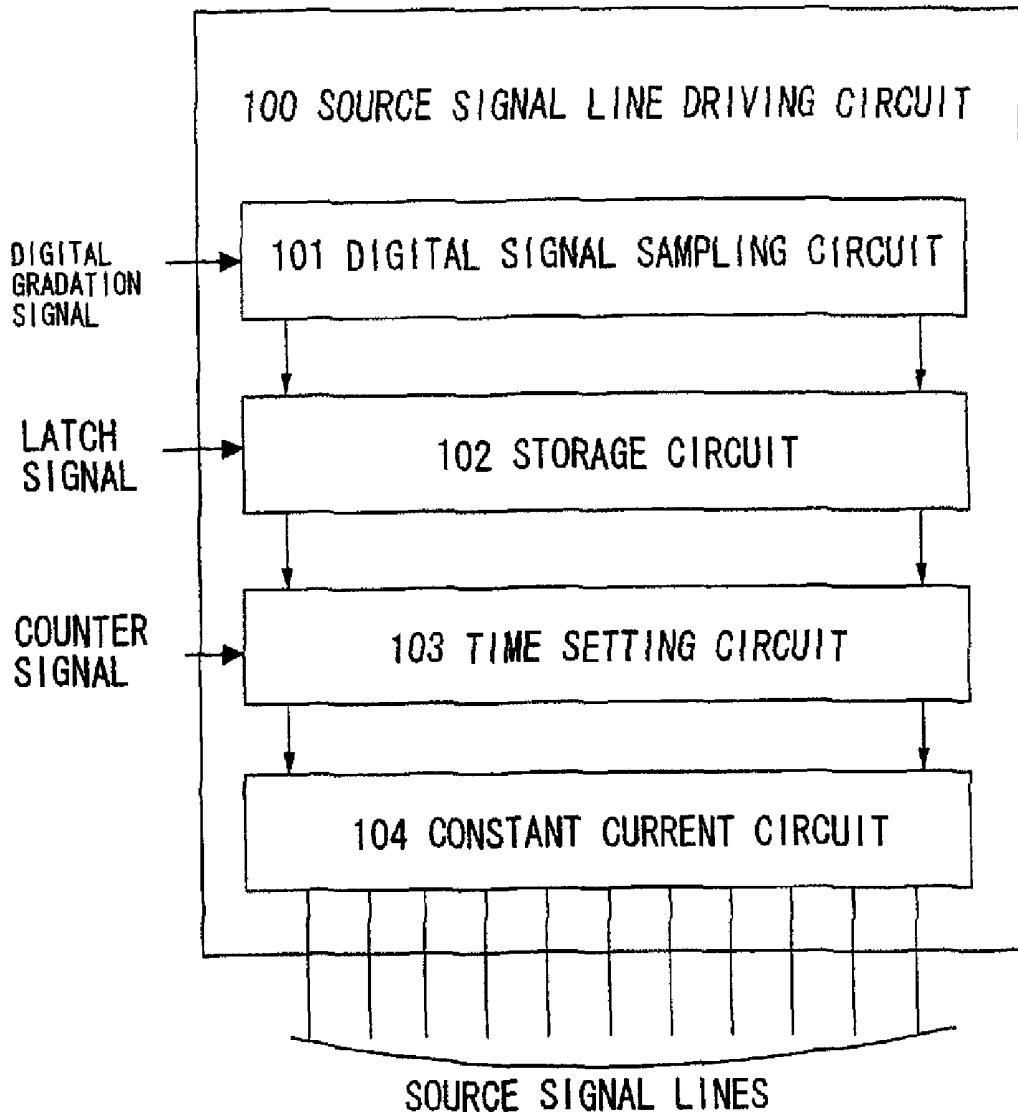 100 SOURCE SIGNAL LINE DRIVING CIRCUIT
DIGITAL
GRADATION
SIGNAL
101 DIGITAL SIGNAL SAMPLING CIRCUIT
LATCH
SIGNAL
102 STORAGE CIRCUIT
COUNTER
SIGNAL
103 TIME SETTING CIRCUIT
104 CONSTANT CURRENT CIRCUIT
SOURCE SIGNAL LINES